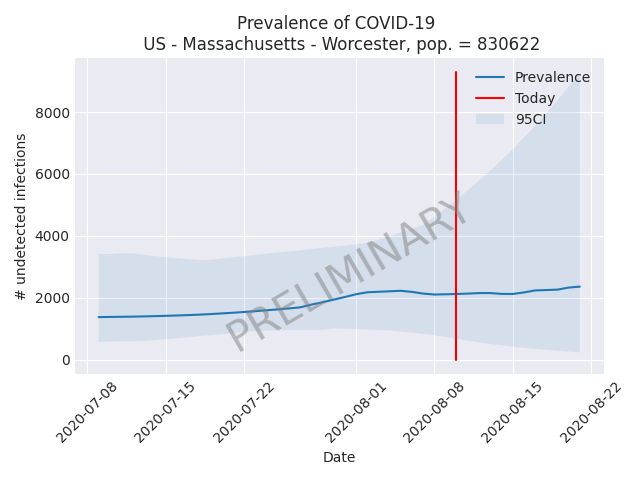 Prevalence of COVID-19
US - Massachusetts - Worcester, pop. = 830622
Prevalence
Today
95CI
8000
6000
4000
2000
0
# undetected infections
PRELIMINARY
2020-07-08
2020-07-15
2020-07-22
2020-08-01
2020-08-08
2020-08-15
2020-08-22
Date